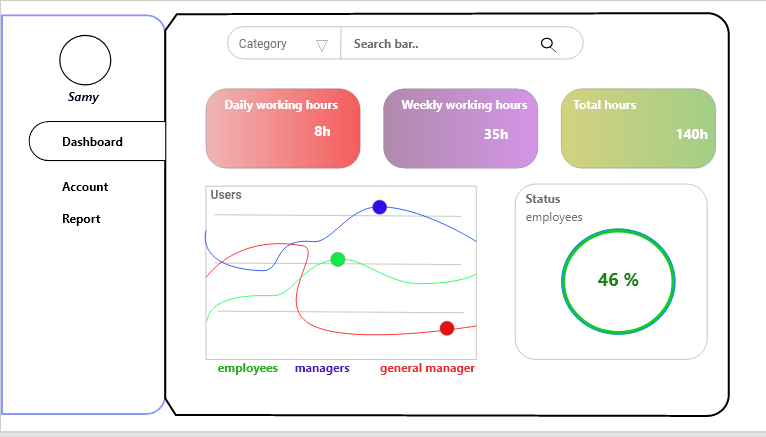 Samy
Dashboard
Account
Report
Category
Search bar..
Daily working hours
8h
Weekly working hours
35h
Total hours
140h
Users
employees
managers
general manager
Status
employees
46 %